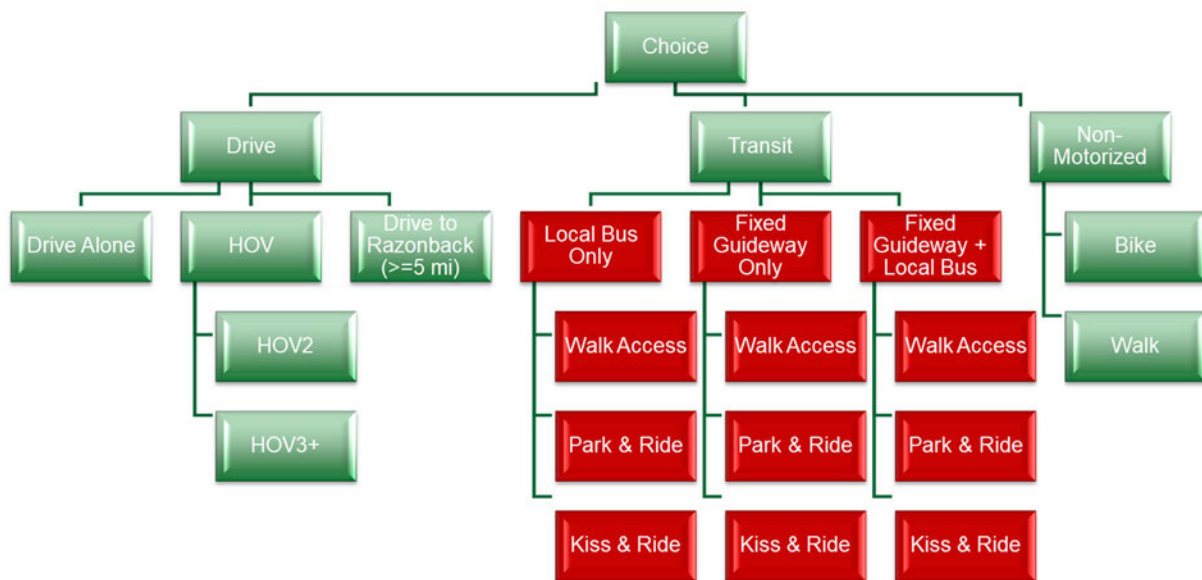 Choice
Drive
Transit
Non-
Motorized
Drive Alone
HOV
Drive to
Razonback
(>=5 mi)
Local Bus
Only
Fixed
Guideway
Only
Fixed
Guideway +
Local Bus
Bike
HOV2
Walk Access
Walk Access
Walk Access
Walk
HOV3+
Park & Ride
Park & Ride
Park & Ride
Kiss & Ride
Kiss & Ride
Kiss & Ride